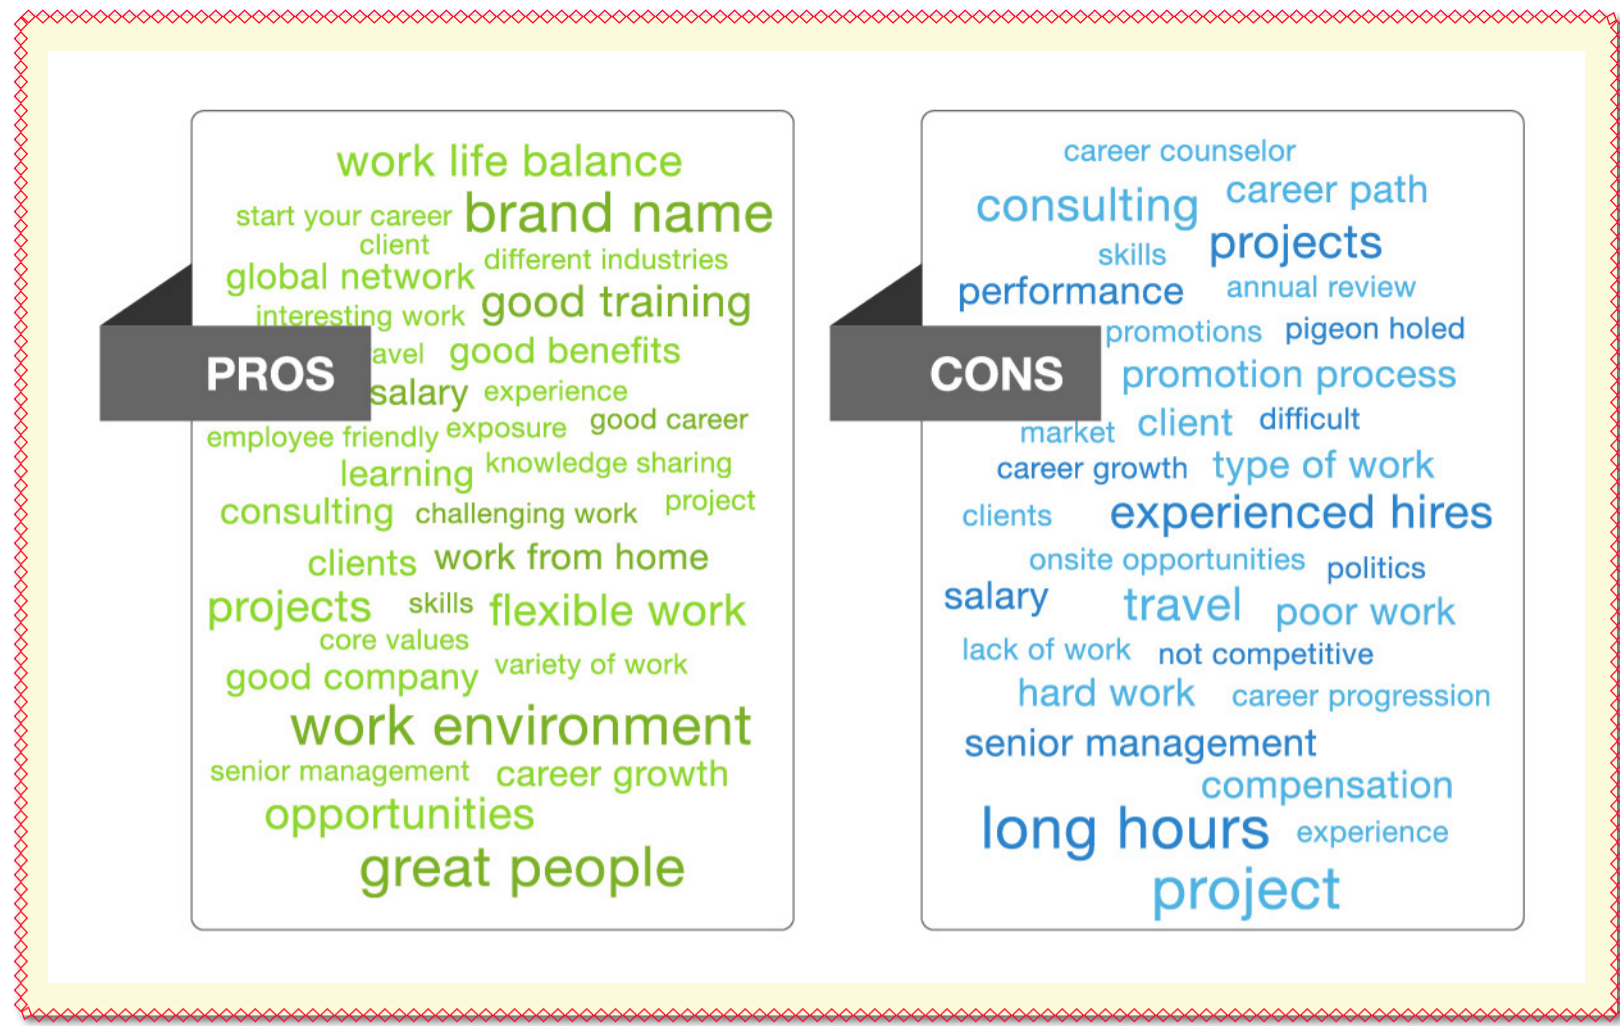 work life balance
start your career brand name
client
different industries
global network
good training
interesting work
avel good benefits
PROS
salary experience
good career
employee friendly exposure
learning knowledge sharing
consulting challenging work project
clients work from home
projects skills flexible work
core values
good company variety of work
work environment
senior management career growth
opportunities
great people
career counselor
consulting career path
skills projects
performance annual review
promotions pigeon holed
CONS
promotion process
market client difficult
career growth type of work
clients experienced hires
onsite opportunities politics
salary travel poor work
lack of work not competitive
hard work career progression
senior management
compensation
long hours experience
project